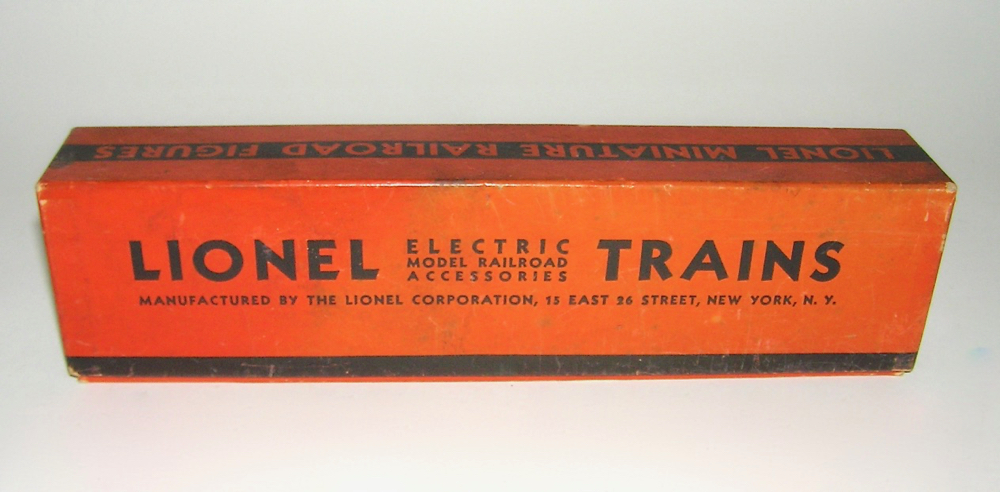 LIONEL MINIATURE RAILROAD FIGURES
LIONEL ELECTRIC TRAINS
MODEL RAILROAD
ACCESSORIES
MANUFACTURED BY THE LIONEL CORPORATION, 15 EAST 26 STREET, NEW YORK, N. Y.